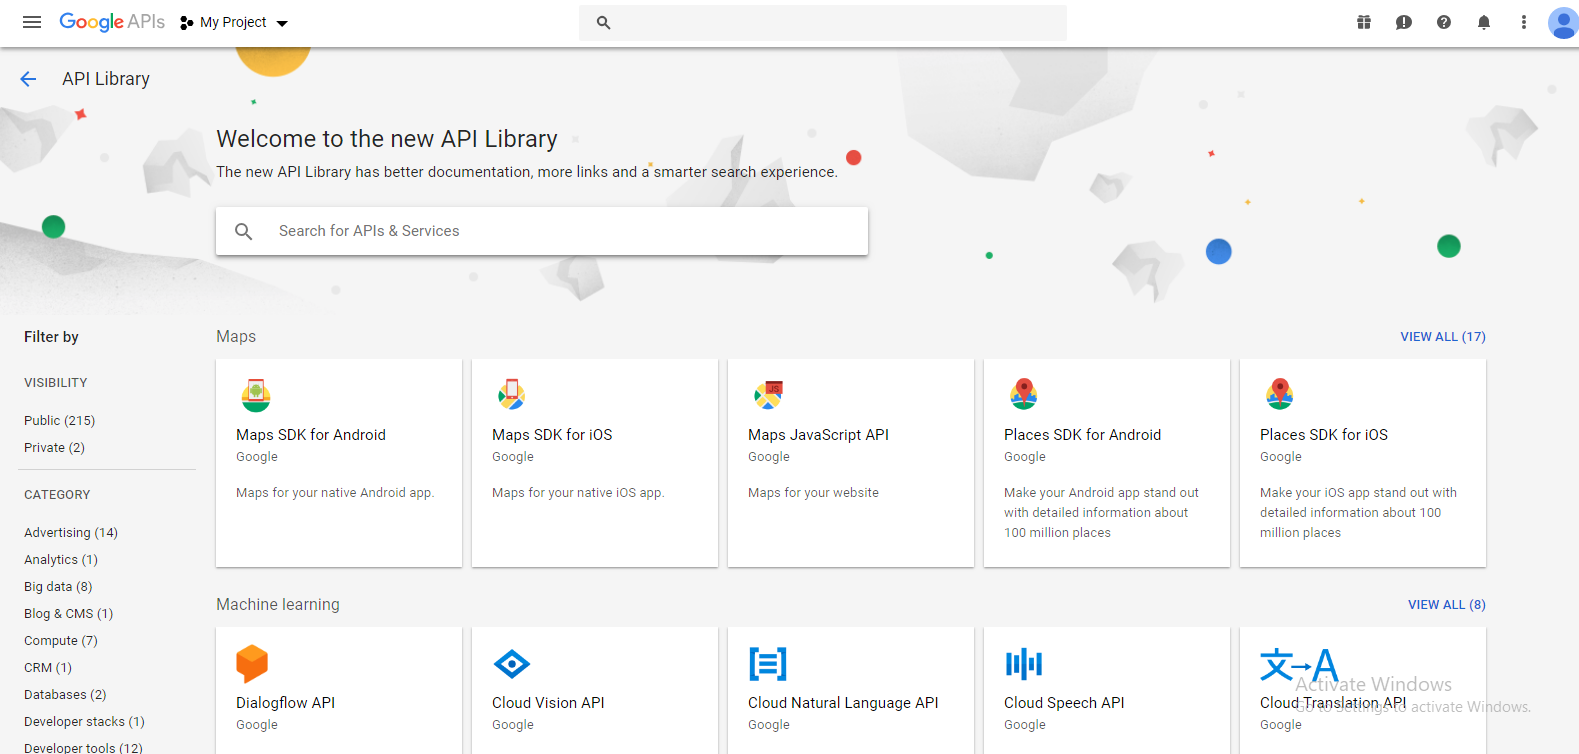 Google APIs
My Project
API Library
Welcome to the new API Library
The new API Library has better documentation, more links and a smarter search experience.
Search for APIs & Services
Filter by
VISIBILITY
Public (215)
Private (2)
CATEGORY
Advertising (14)
Analytics (1)
Big data (8)
Blog & CMS (1)
Compute (7)
CRM (1)
Databases (2)
Developer stacks (1)
Developer tools (12)
Maps
VIEW ALL (17)
Maps SDK for Android
Google
Maps for your native Android app.
Maps SDK for iOS
Google
Maps for your native iOS app.
JS
Maps JavaScript API
Google
Maps for your website
Places SDK for Android
Google
Make your Android app stand out
with detailed information about
100 million places
Places SDK for iOS
Google
Make your iOS app stand out with
detailed information about 100
million places
Machine learning
VIEW ALL (8)
Dialogflow API
Google
Cloud Vision API
Google
Cloud Natural Language API
Google
Cloud Speech API
Google
文→A
Cloud Translation API
Google
Activate Windows
Go to Settings to activate Windows.